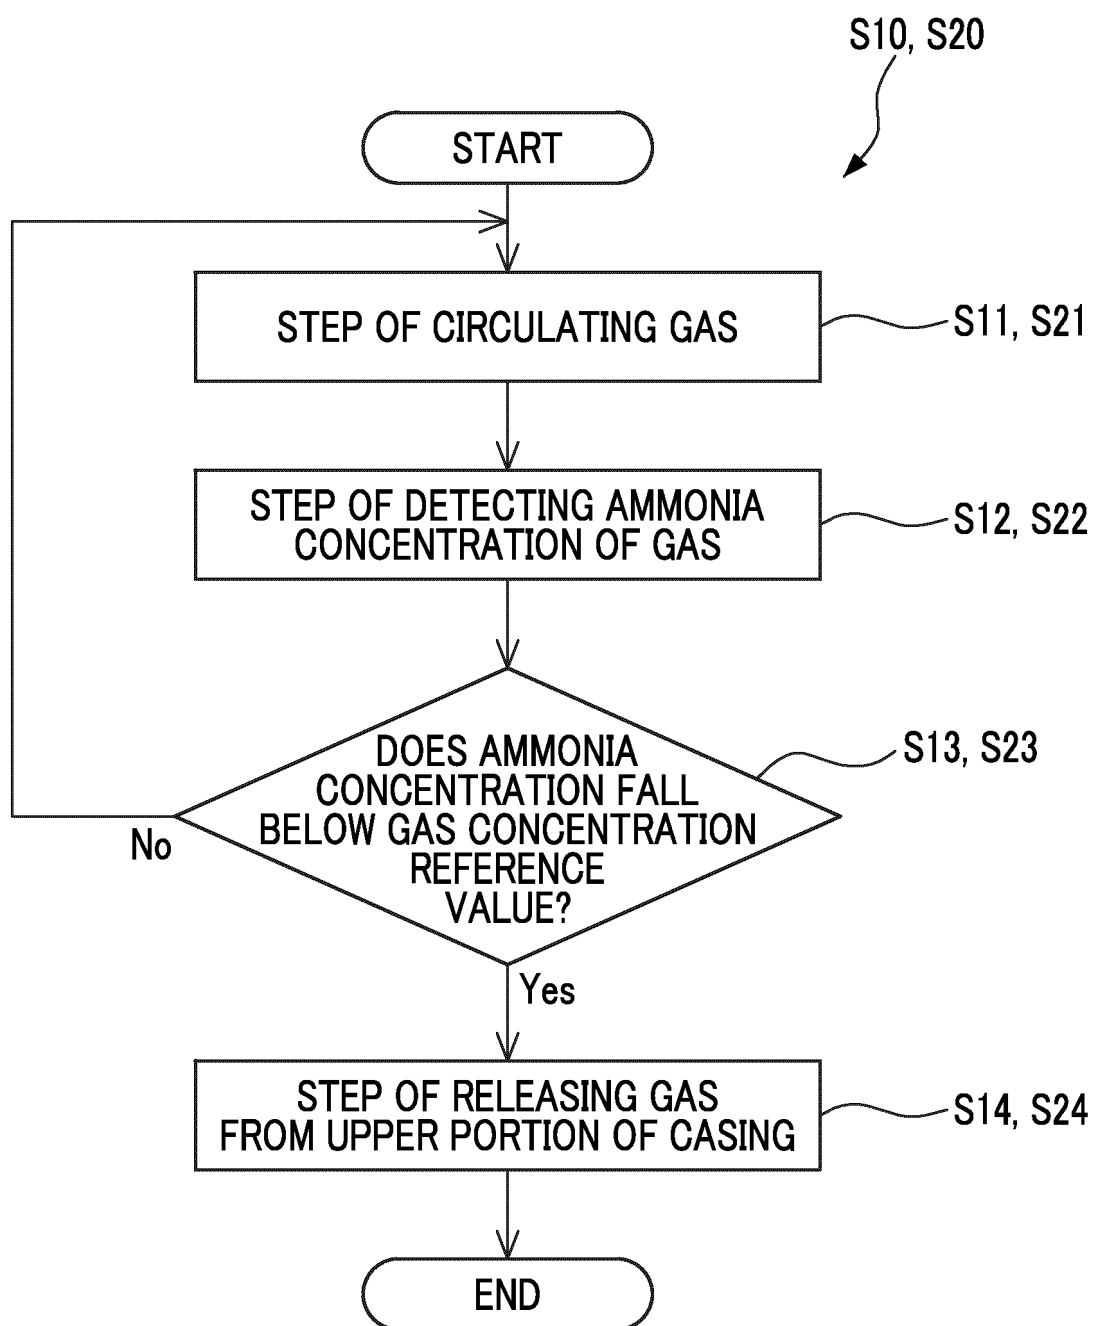 S10, S20
START
STEP OF CIRCULATING GAS
S11, S21
STEP OF DETECTING AMMONIA
CONCENTRATION OF GAS
S12, S22
DOES AMMONIA
CONCENTRATION FALL
BELOW GAS CONCENTRATION
REFERENCE
VALUE?
S13, S23
No
Yes
STEP OF RELEASING GAS
FROM UPPER PORTION OF CASING
S14, S24
END